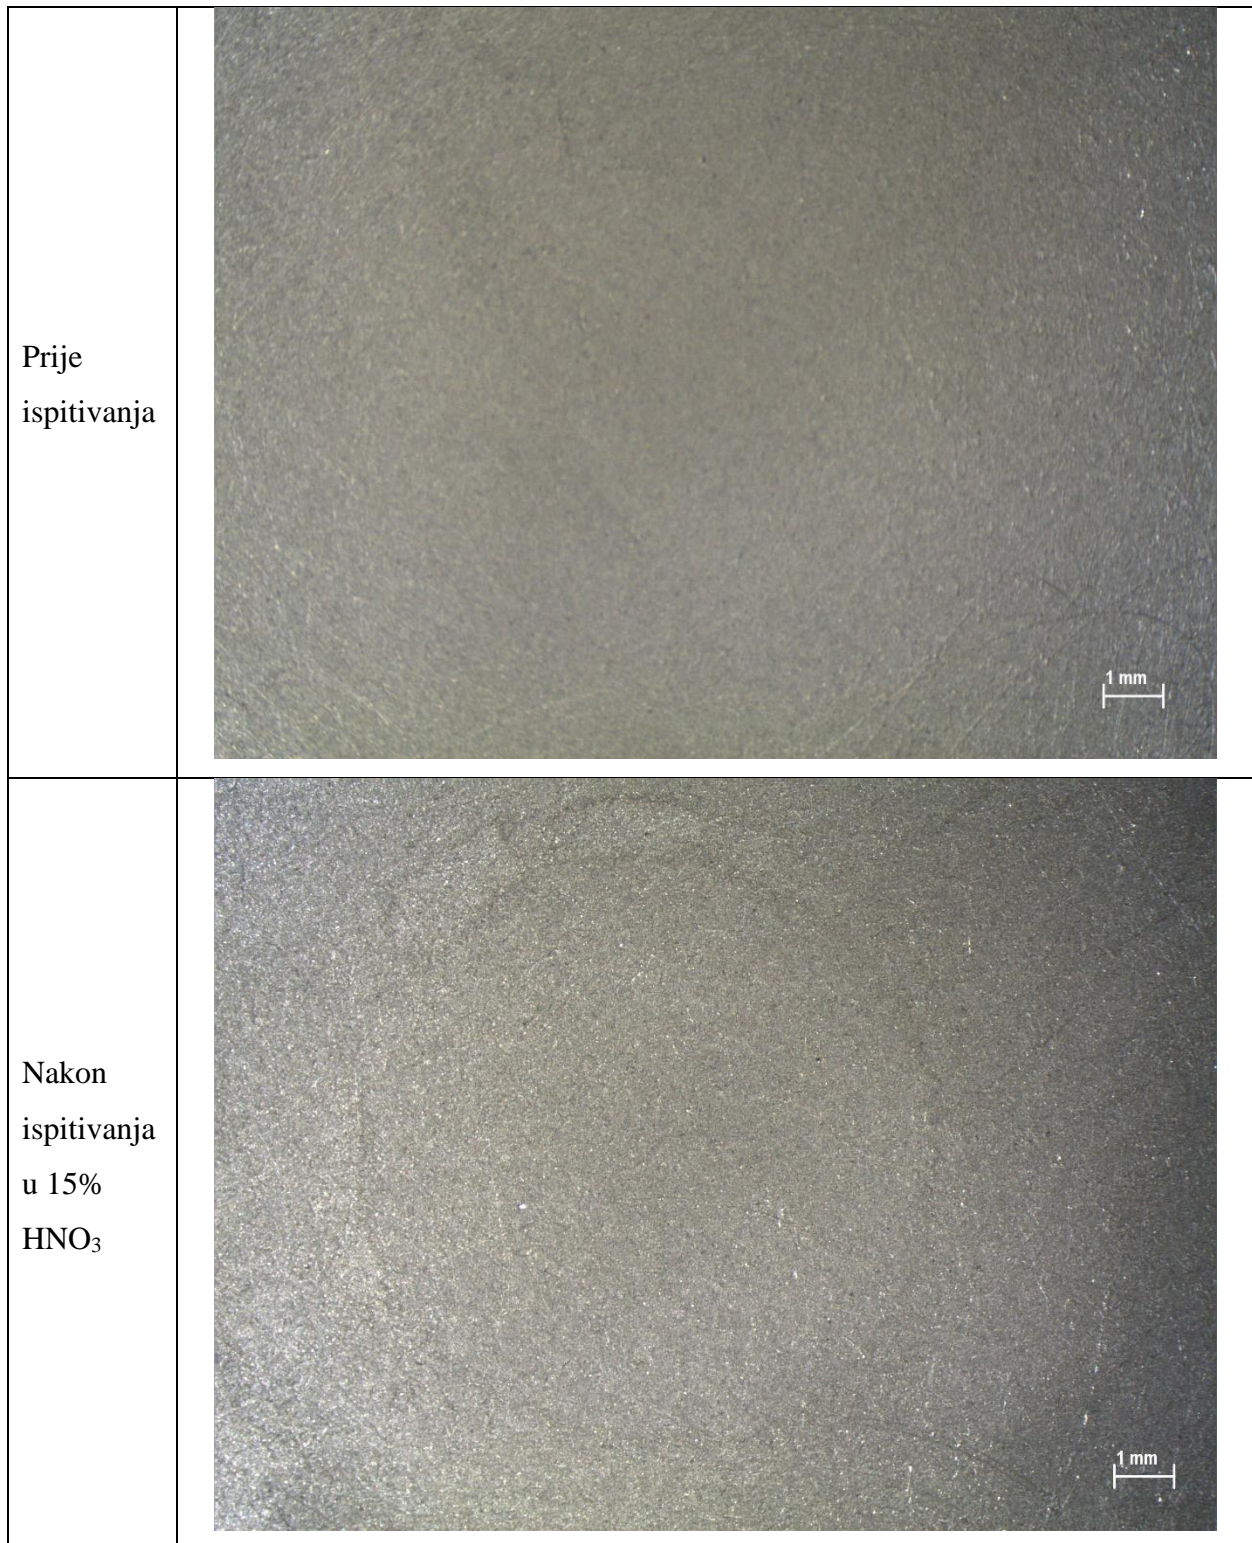 Prije
ispitivanja
1 mm
Nakon
ispitivanja
u 15%
HNO₃
1 mm